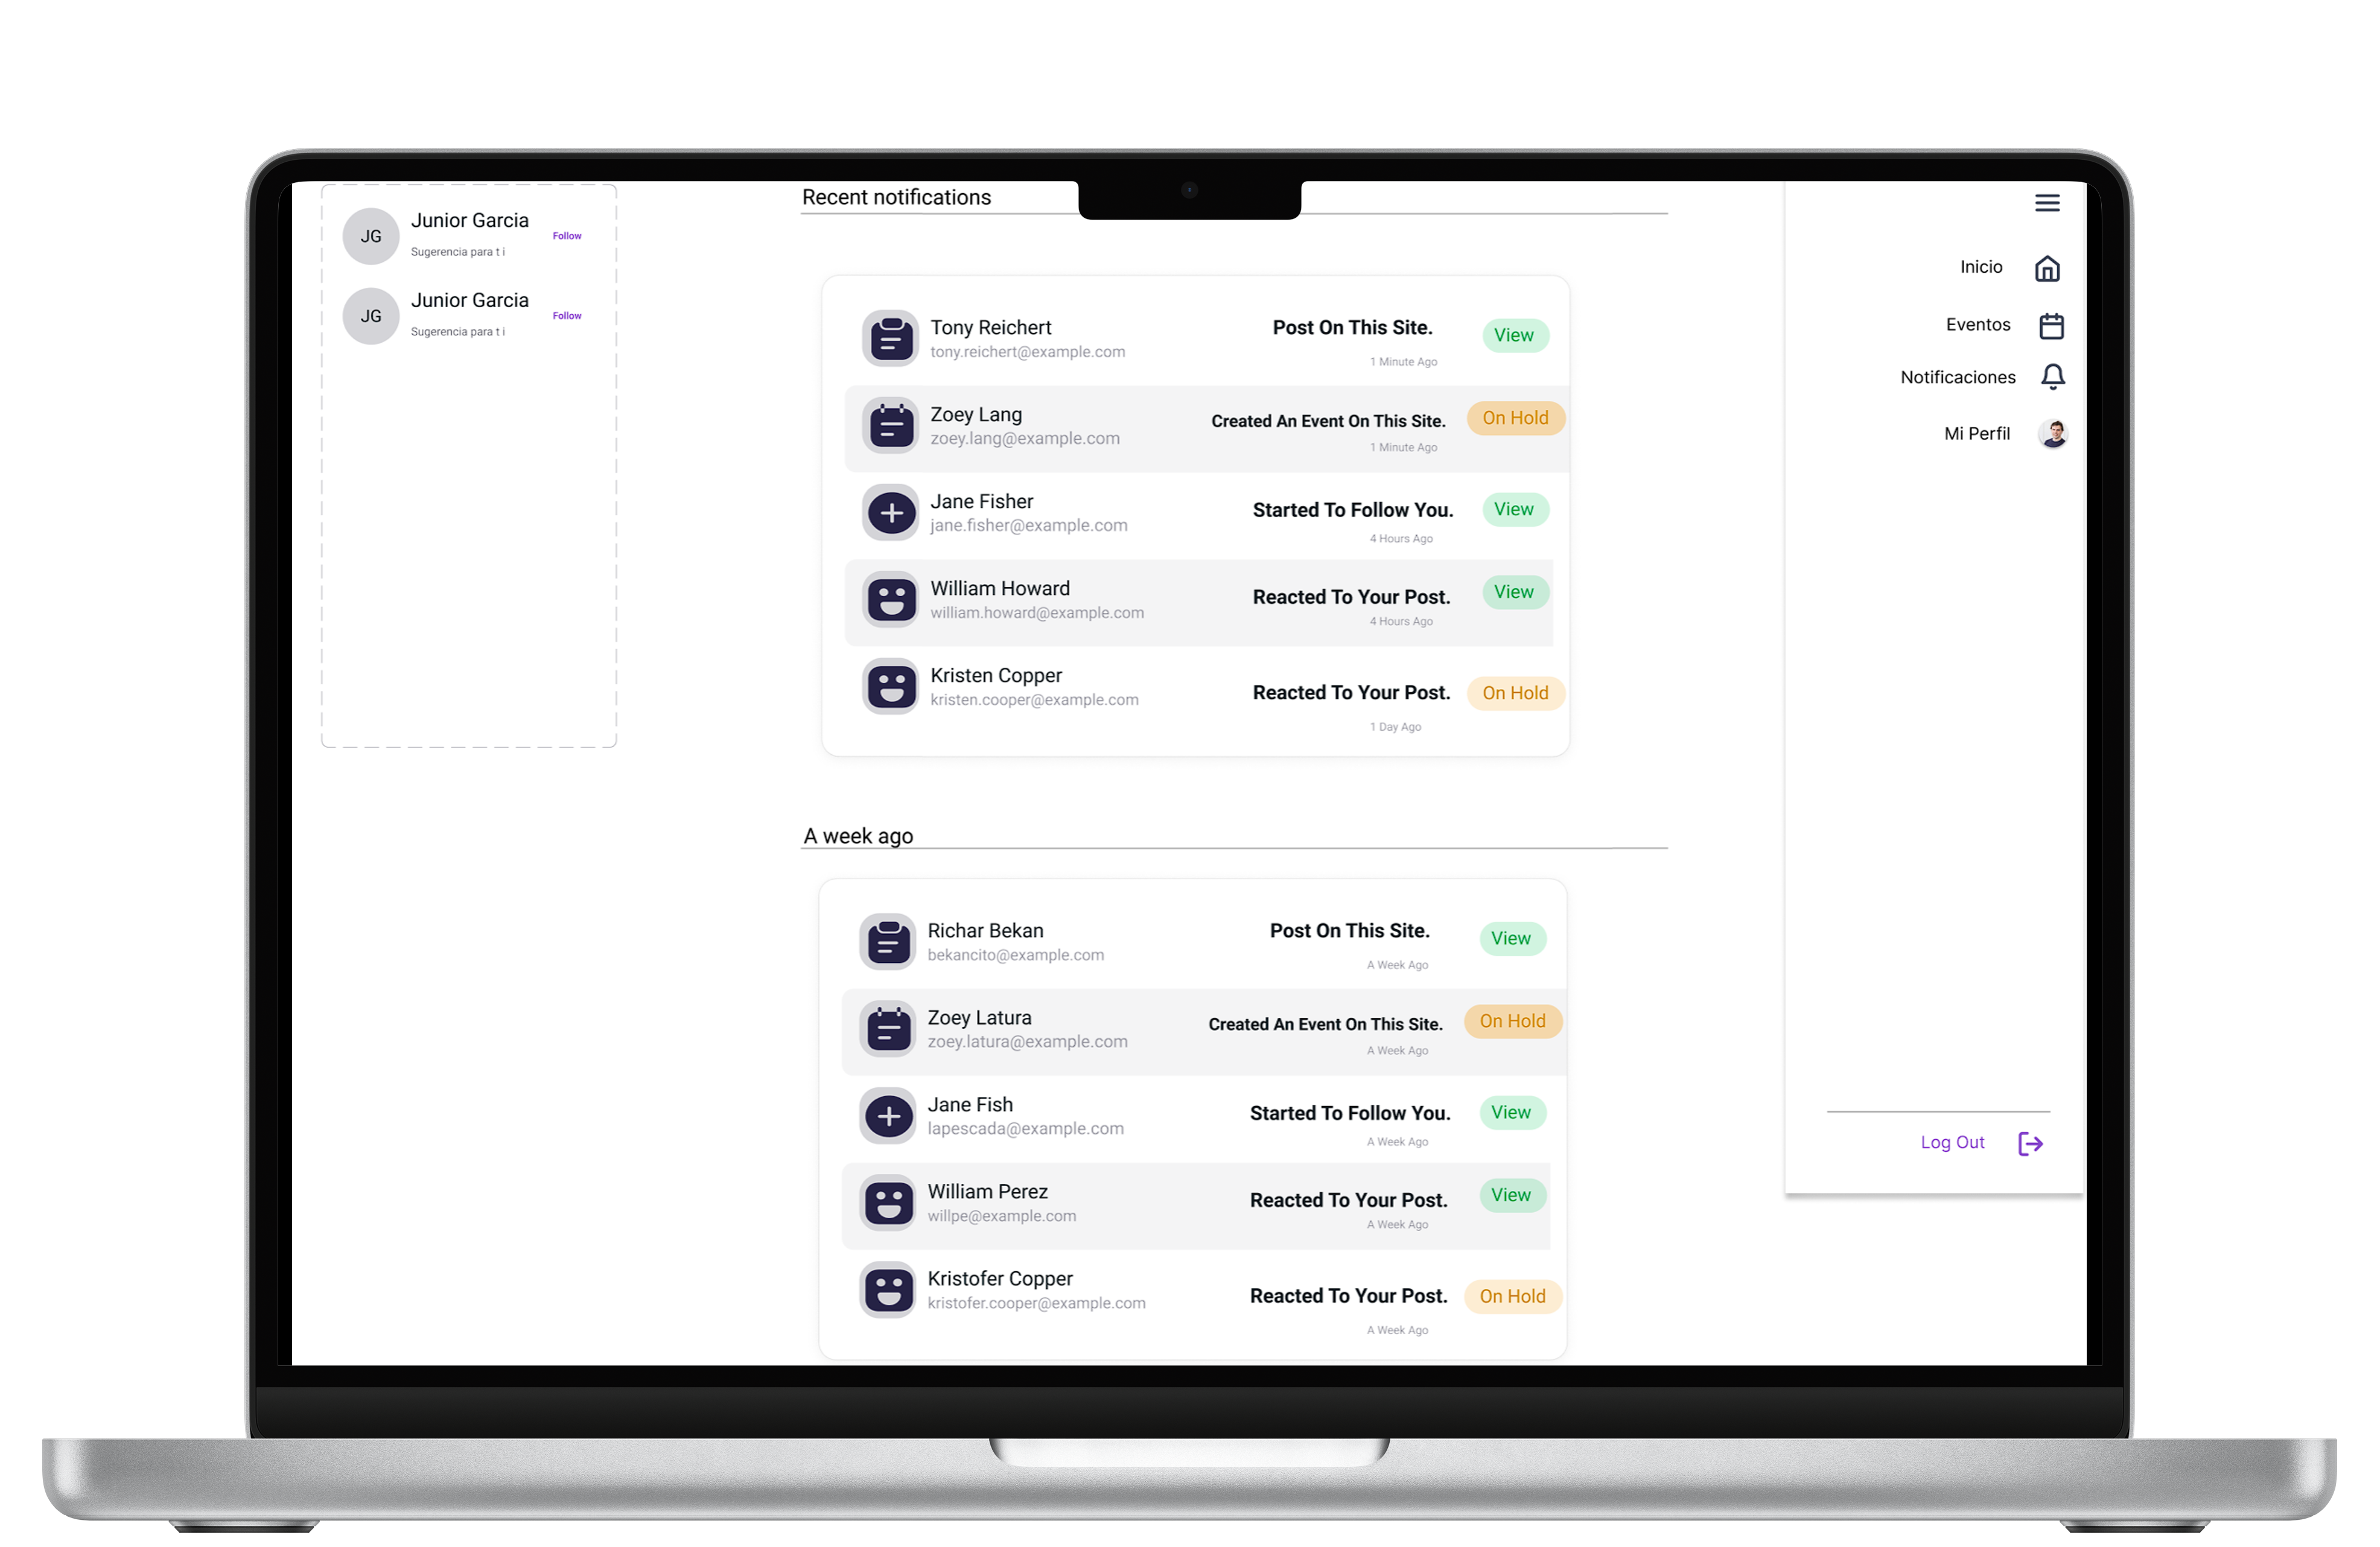 JG
Junior Garcia
Sugerencia para t i
Follow
JG
Junior Garcia
Sugerencia para t i
Follow
Recent notifications
Tony Reichert
tony.reichert@example.com
Post On This Site.
1 Minute Ago
View
Zoey Lang
zoey.lang@example.com
Created An Event On This Site.
1 Minute Ago
On Hold
Jane Fisher
jane.fisher@example.com
Started To Follow You.
4 Hours Ago
View
William Howard
william.howard@example.com
Reacted To Your Post.
4 Hours Ago
View
Kristen Copper
kristen.cooper@example.com
Reacted To Your Post.
1 Day Ago
On Hold
A week ago
Richar Bekan
bekancito@example.com
Post On This Site.
A Week Ago
View
Zoey Latura
zoey.latura@example.com
Created An Event On This Site.
A Week Ago
On Hold
Jane Fish
lapescada@example.com
Started To Follow You.
A Week Ago
View
William Perez
willpe@example.com
Reacted To Your Post.
A Week Ago
View
Kristofer Copper
kristofer.cooper@example.com
Reacted To Your Post.
A Week Ago
On Hold
Inicio
Eventos
Notificaciones
Mi Perfil
Log Out